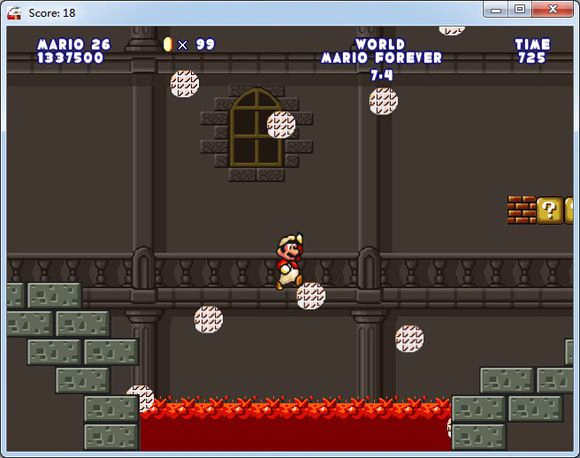 Score: 18
MARIO 26
× 99
WORLD
TIME
1337500
MARIO FOREVER
725
7.4
?